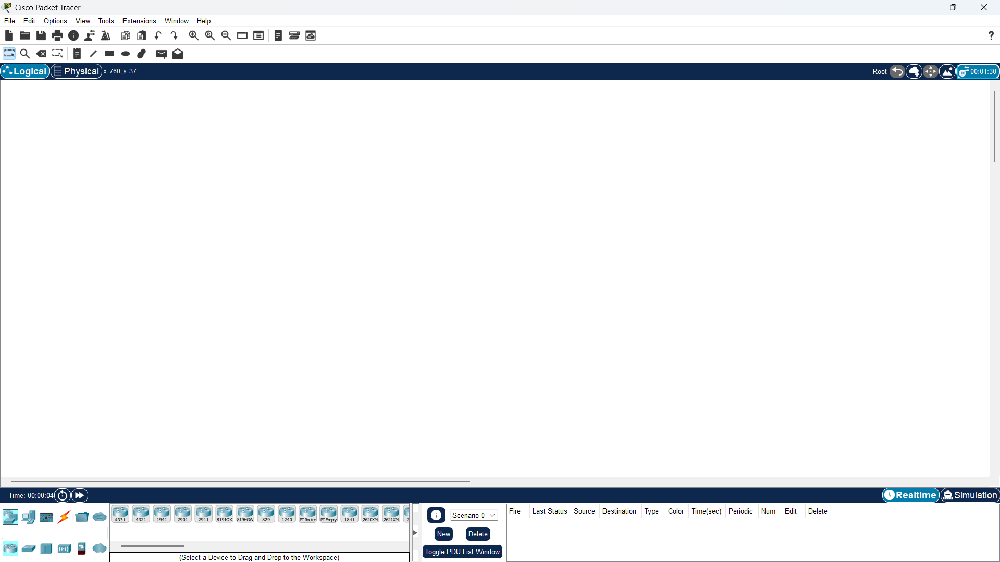 Cisco Packet Tracer
File Edit Options View Tools Extensions Window Help
Logical Physical x: 760, y: 37 Root 00:01:30
Time: 00:00:04 Realtime Simulation
4331 4321 1941 2901 2911 819IOX 819HGW 829 1240 PT-Router PT-Empty 1841 2620XM 2621XM
Scenario 0
New Delete
Toggle PDU List Window
Fire Last Status Source Destination Type Color Time(sec) Periodic Num Edit Delete
(Select a Device to Drag and Drop to the Workspace)